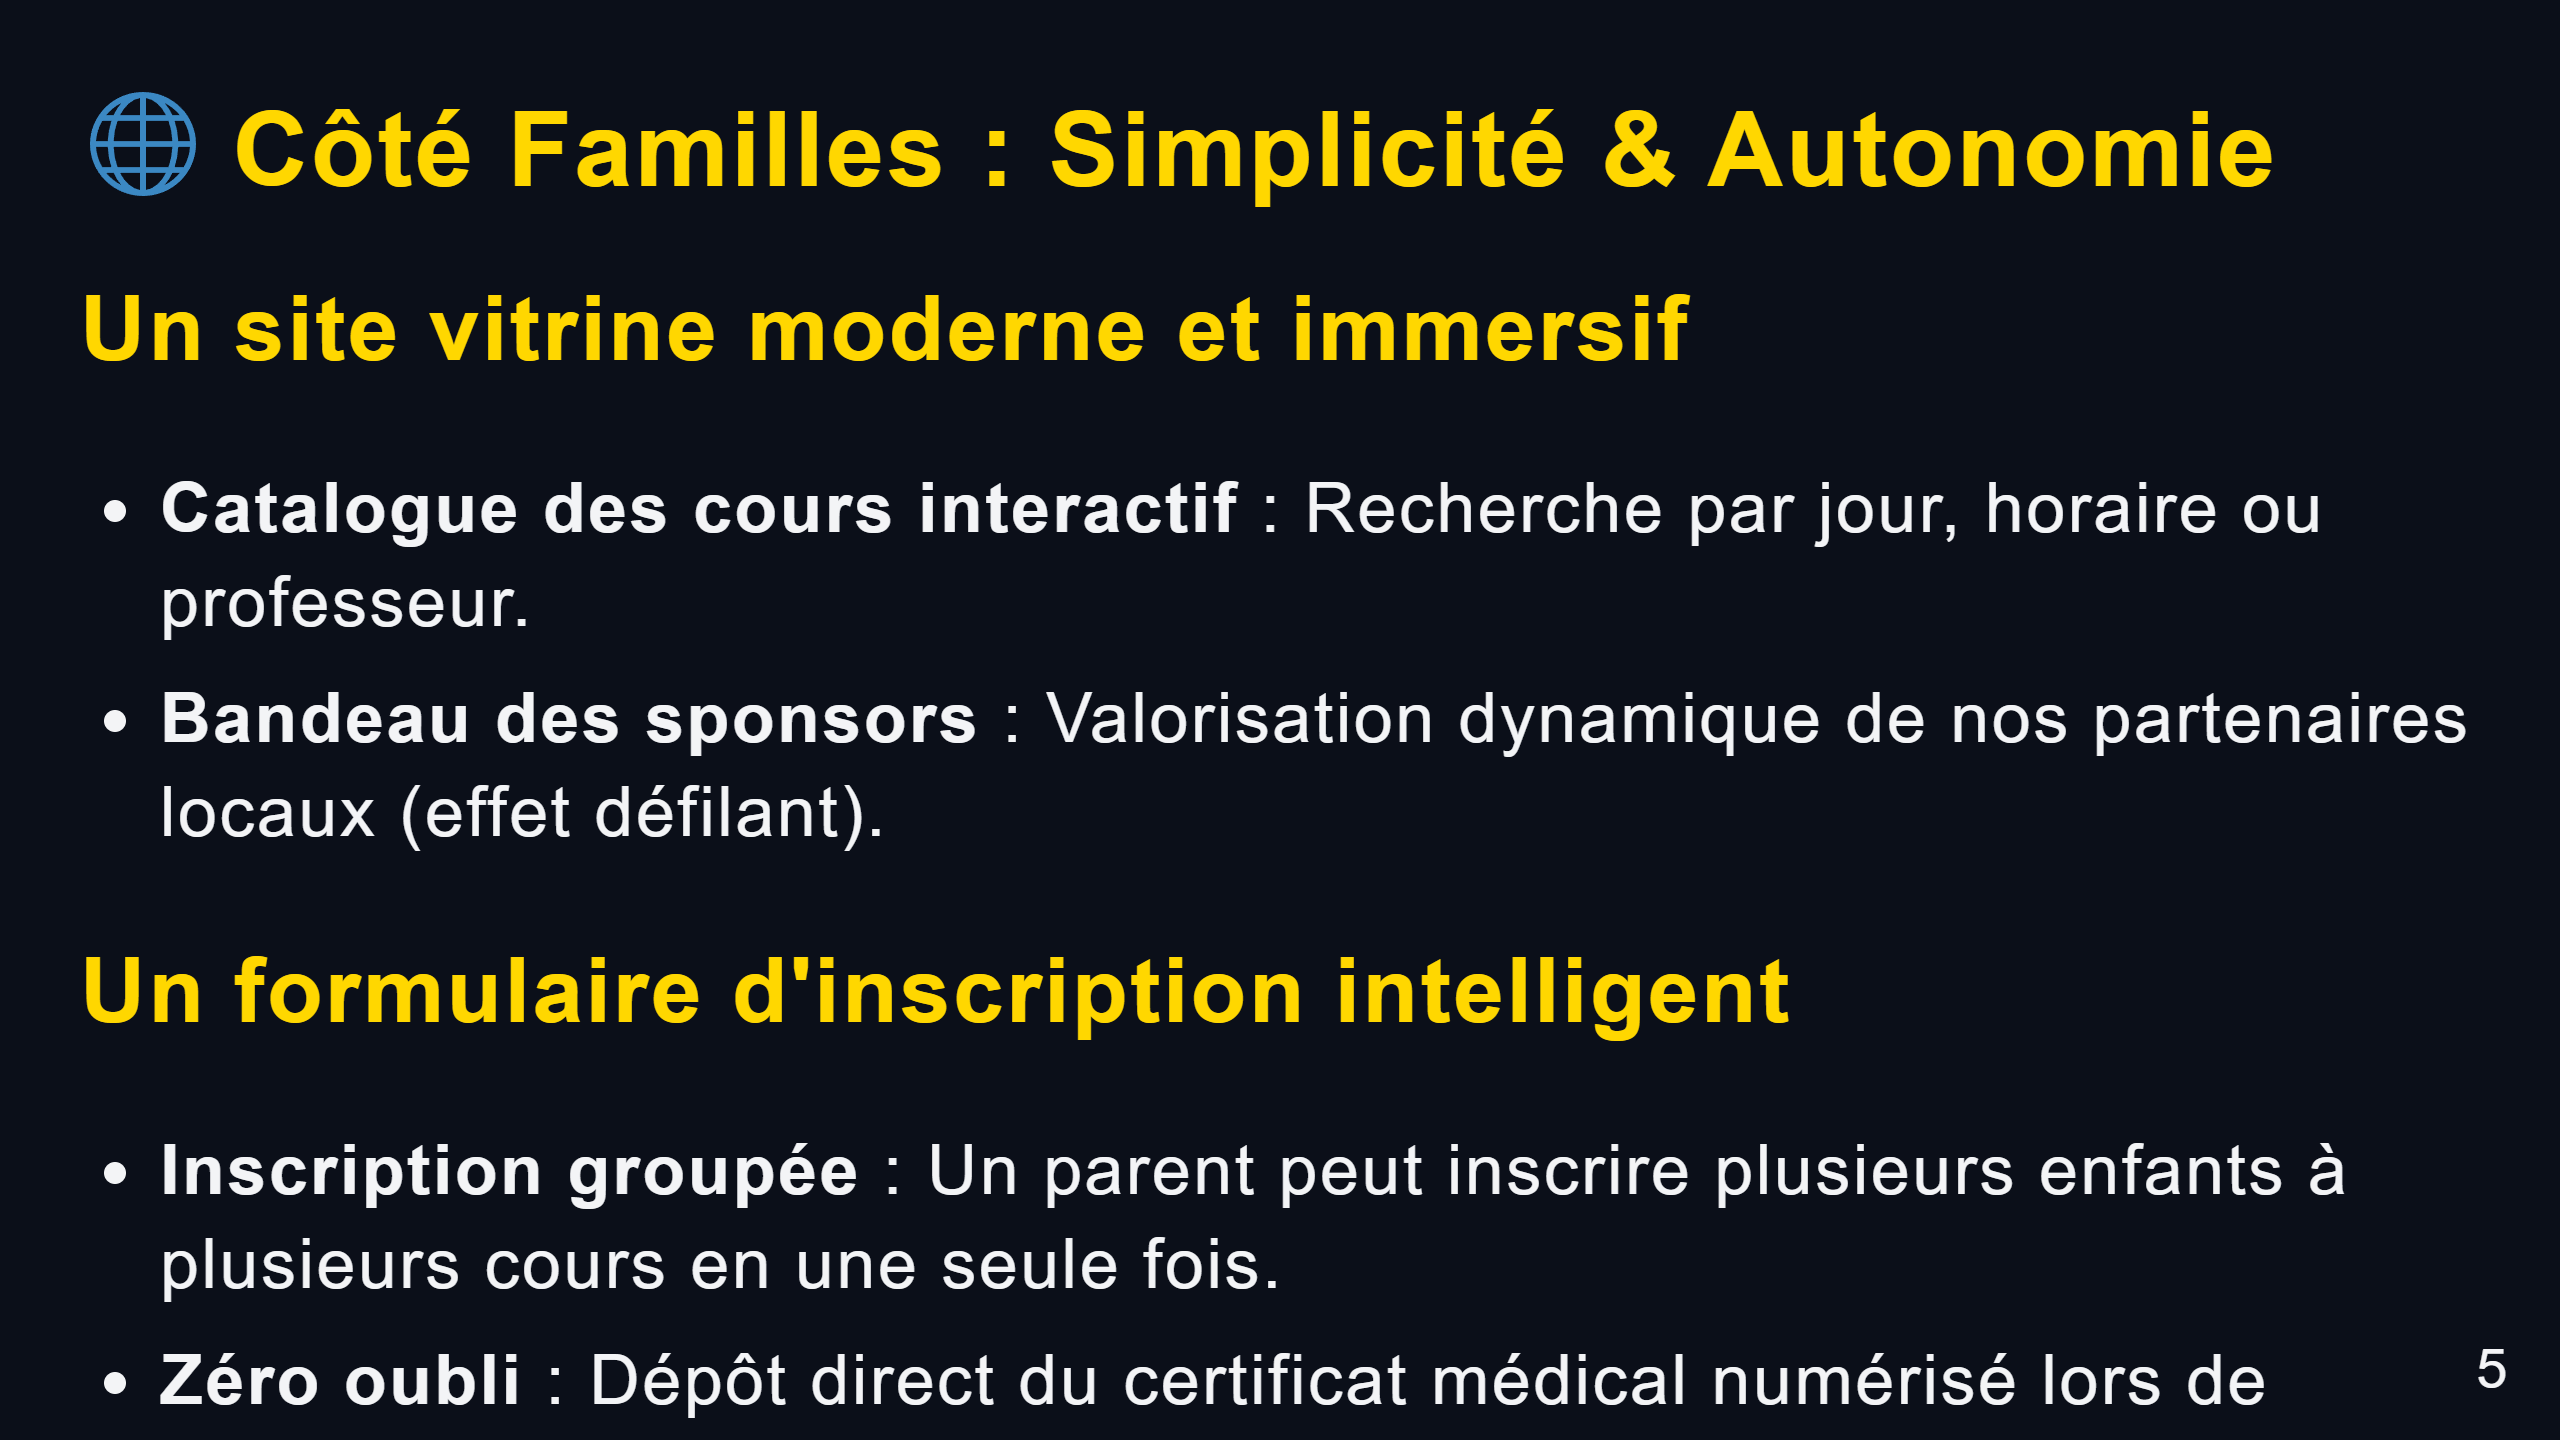 Côté Familles : Simplicité & Autonomie
Un site vitrine moderne et immersif
• Catalogue des cours interactif : Recherche par jour, horaire ou
professeur.
• Bandeau des sponsors : Valorisation dynamique de nos partenaires
locaux (effet défilant).
Un formulaire d'inscription intelligent
• Inscription groupée : Un parent peut inscrire plusieurs enfants à
plusieurs cours en une seule fois.
• Zéro oubli : Dépôt direct du certificat médical numérisé lors de
5